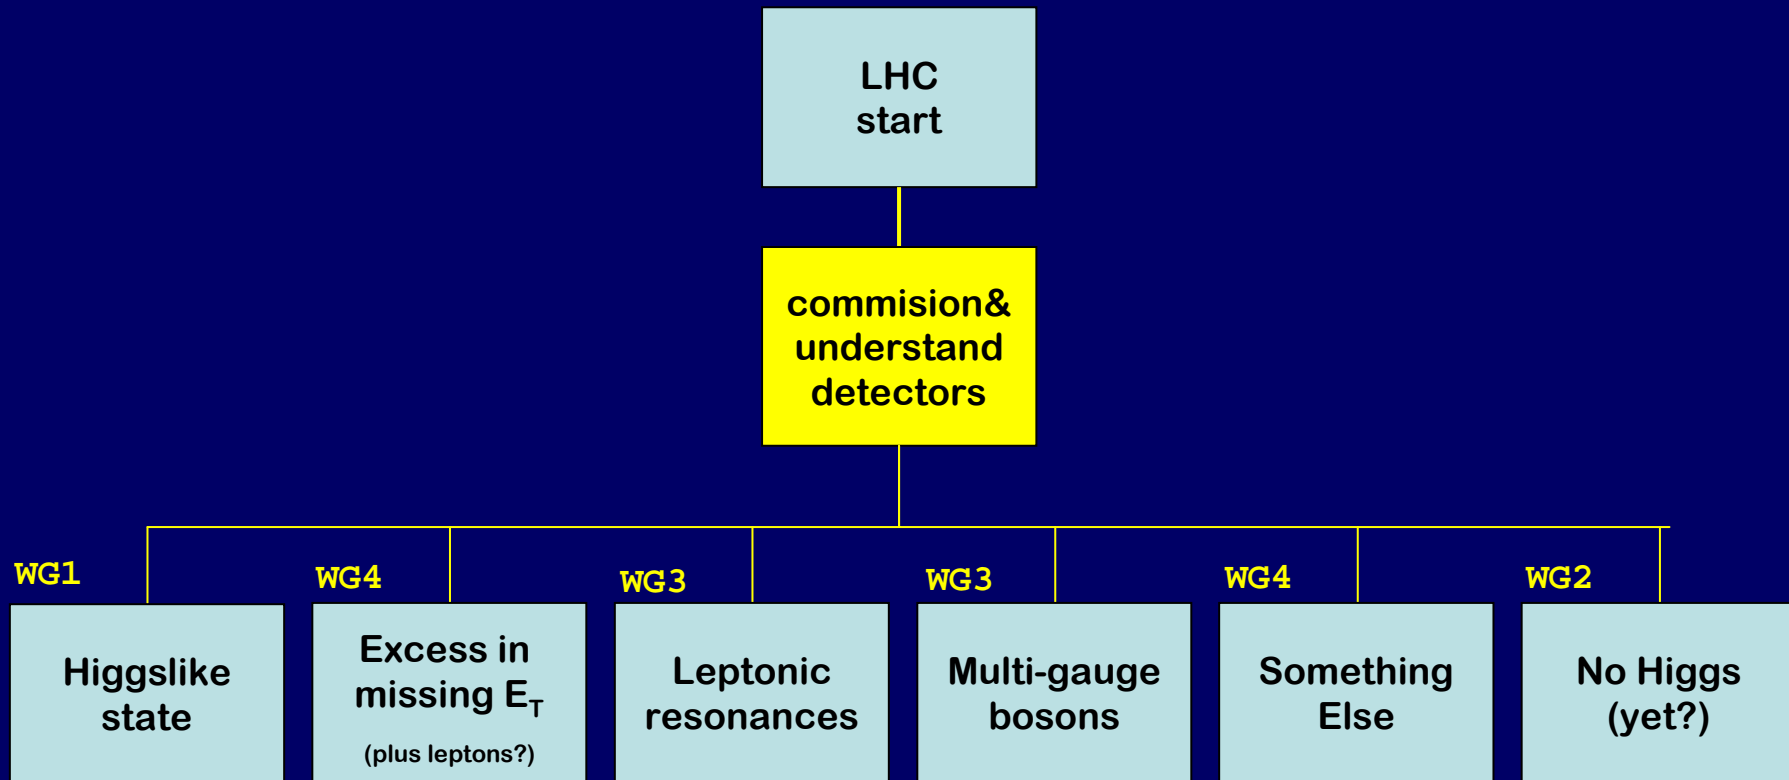 LHC
start
commision&
understand
detectors
WG1
WG4
WG3
WG3
WG4
WG2
Higgslike
state
Excess in
missing E_T
(plus leptons?)
Leptonic
resonances
Multi-gauge
bosons
Something
Else
No Higgs
(yet?)